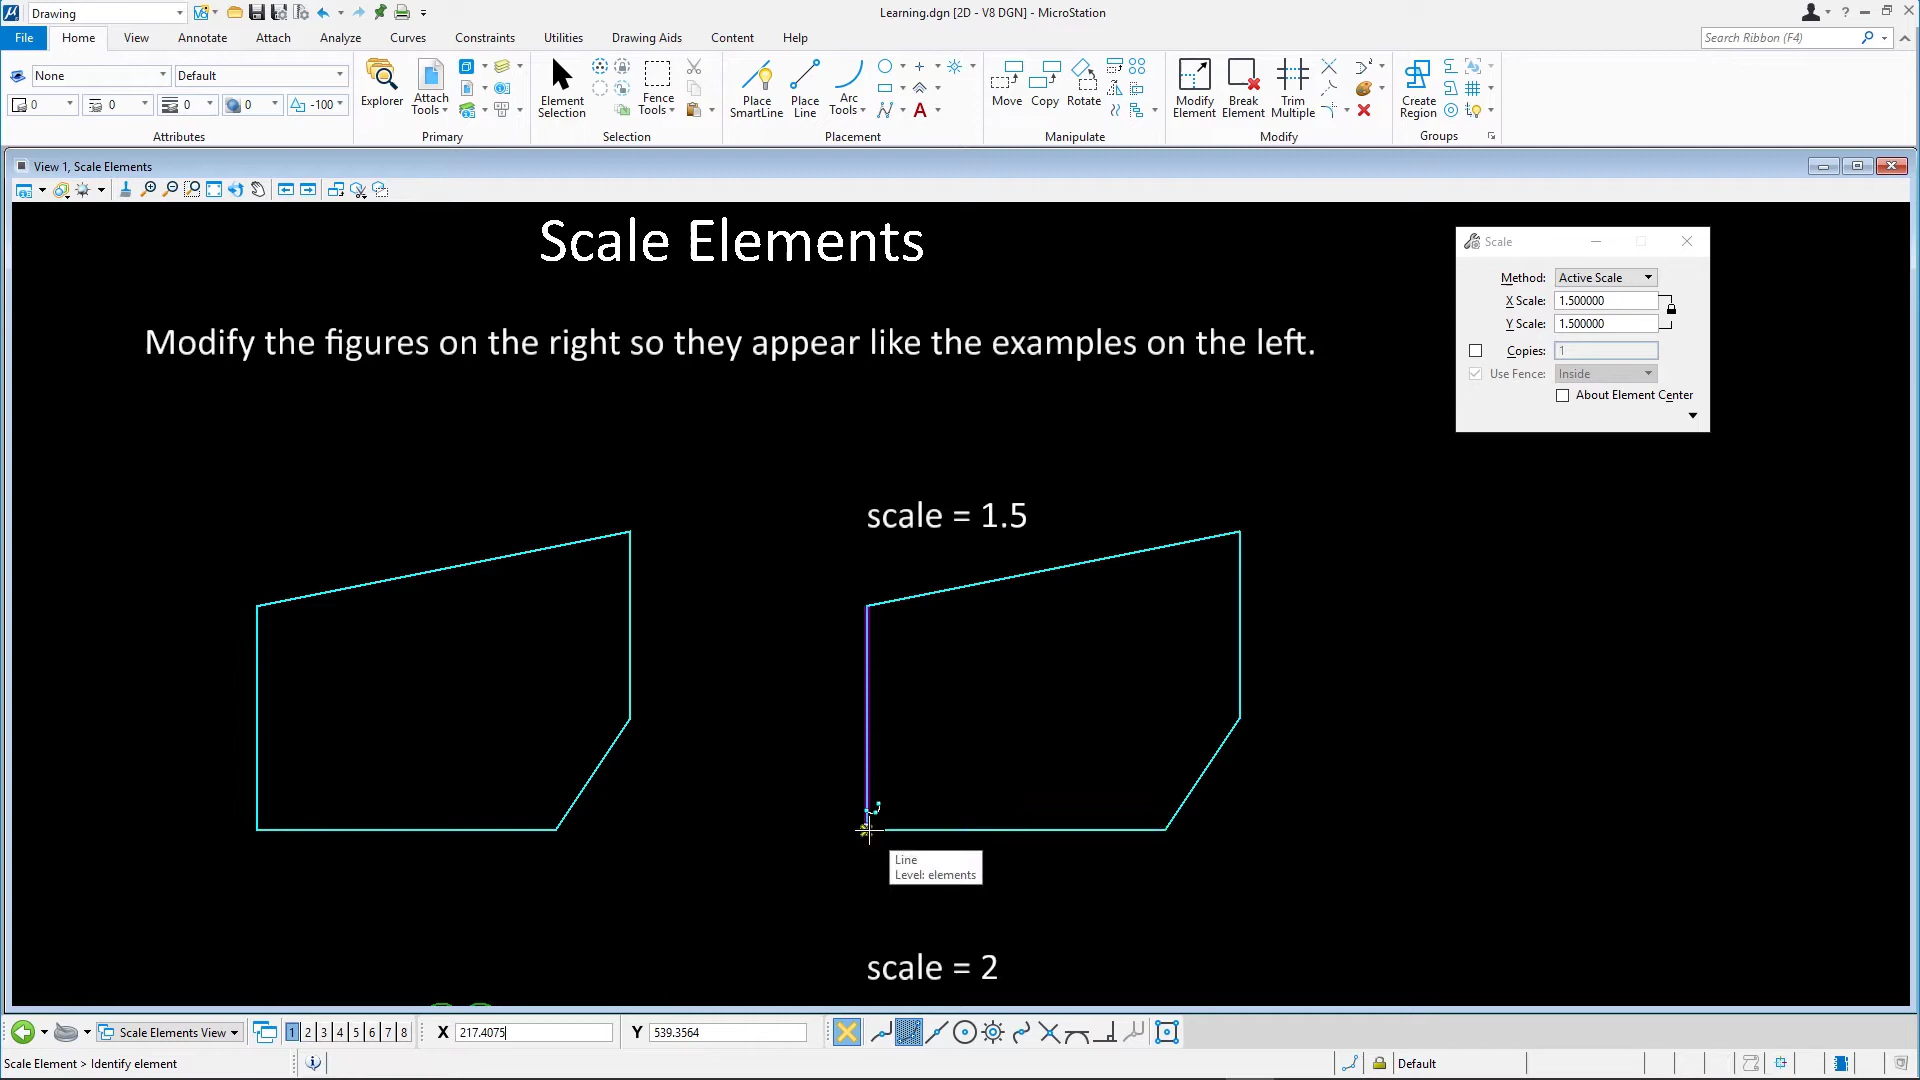 Drawing
Learning.dgn [2D - V8 DGN] - MicroStation
File Home View Annotate Attach Analyze Curves Constraints Utilities Drawing Aids Content Help
Search Ribbon (F4)
None Default
0 0 0 0 -100
Attributes
Explorer
Attach Tools
Primary
Element Selection
Fence Tools
Selection
Place SmartLine
Place Line
Arc Tools
Placement
Move Copy Rotate
Manipulate
Modify Element
Break Element
Trim Multiple
Modify
Create Region
Groups
View 1, Scale Elements
Scale Elements
Modify the figures on the right so they appear like the examples on the left.
Scale
Method: Active Scale
X Scale: 1.500000
Y Scale: 1.500000
Copies: 1
Use Fence: Inside
About Element Center
scale = 1.5
Line
Level: elements
scale = 2
Scale Elements View 1 2 3 4 5 6 7 8 X 217.4075 Y 539.3564
Scale Element > Identify element
Default